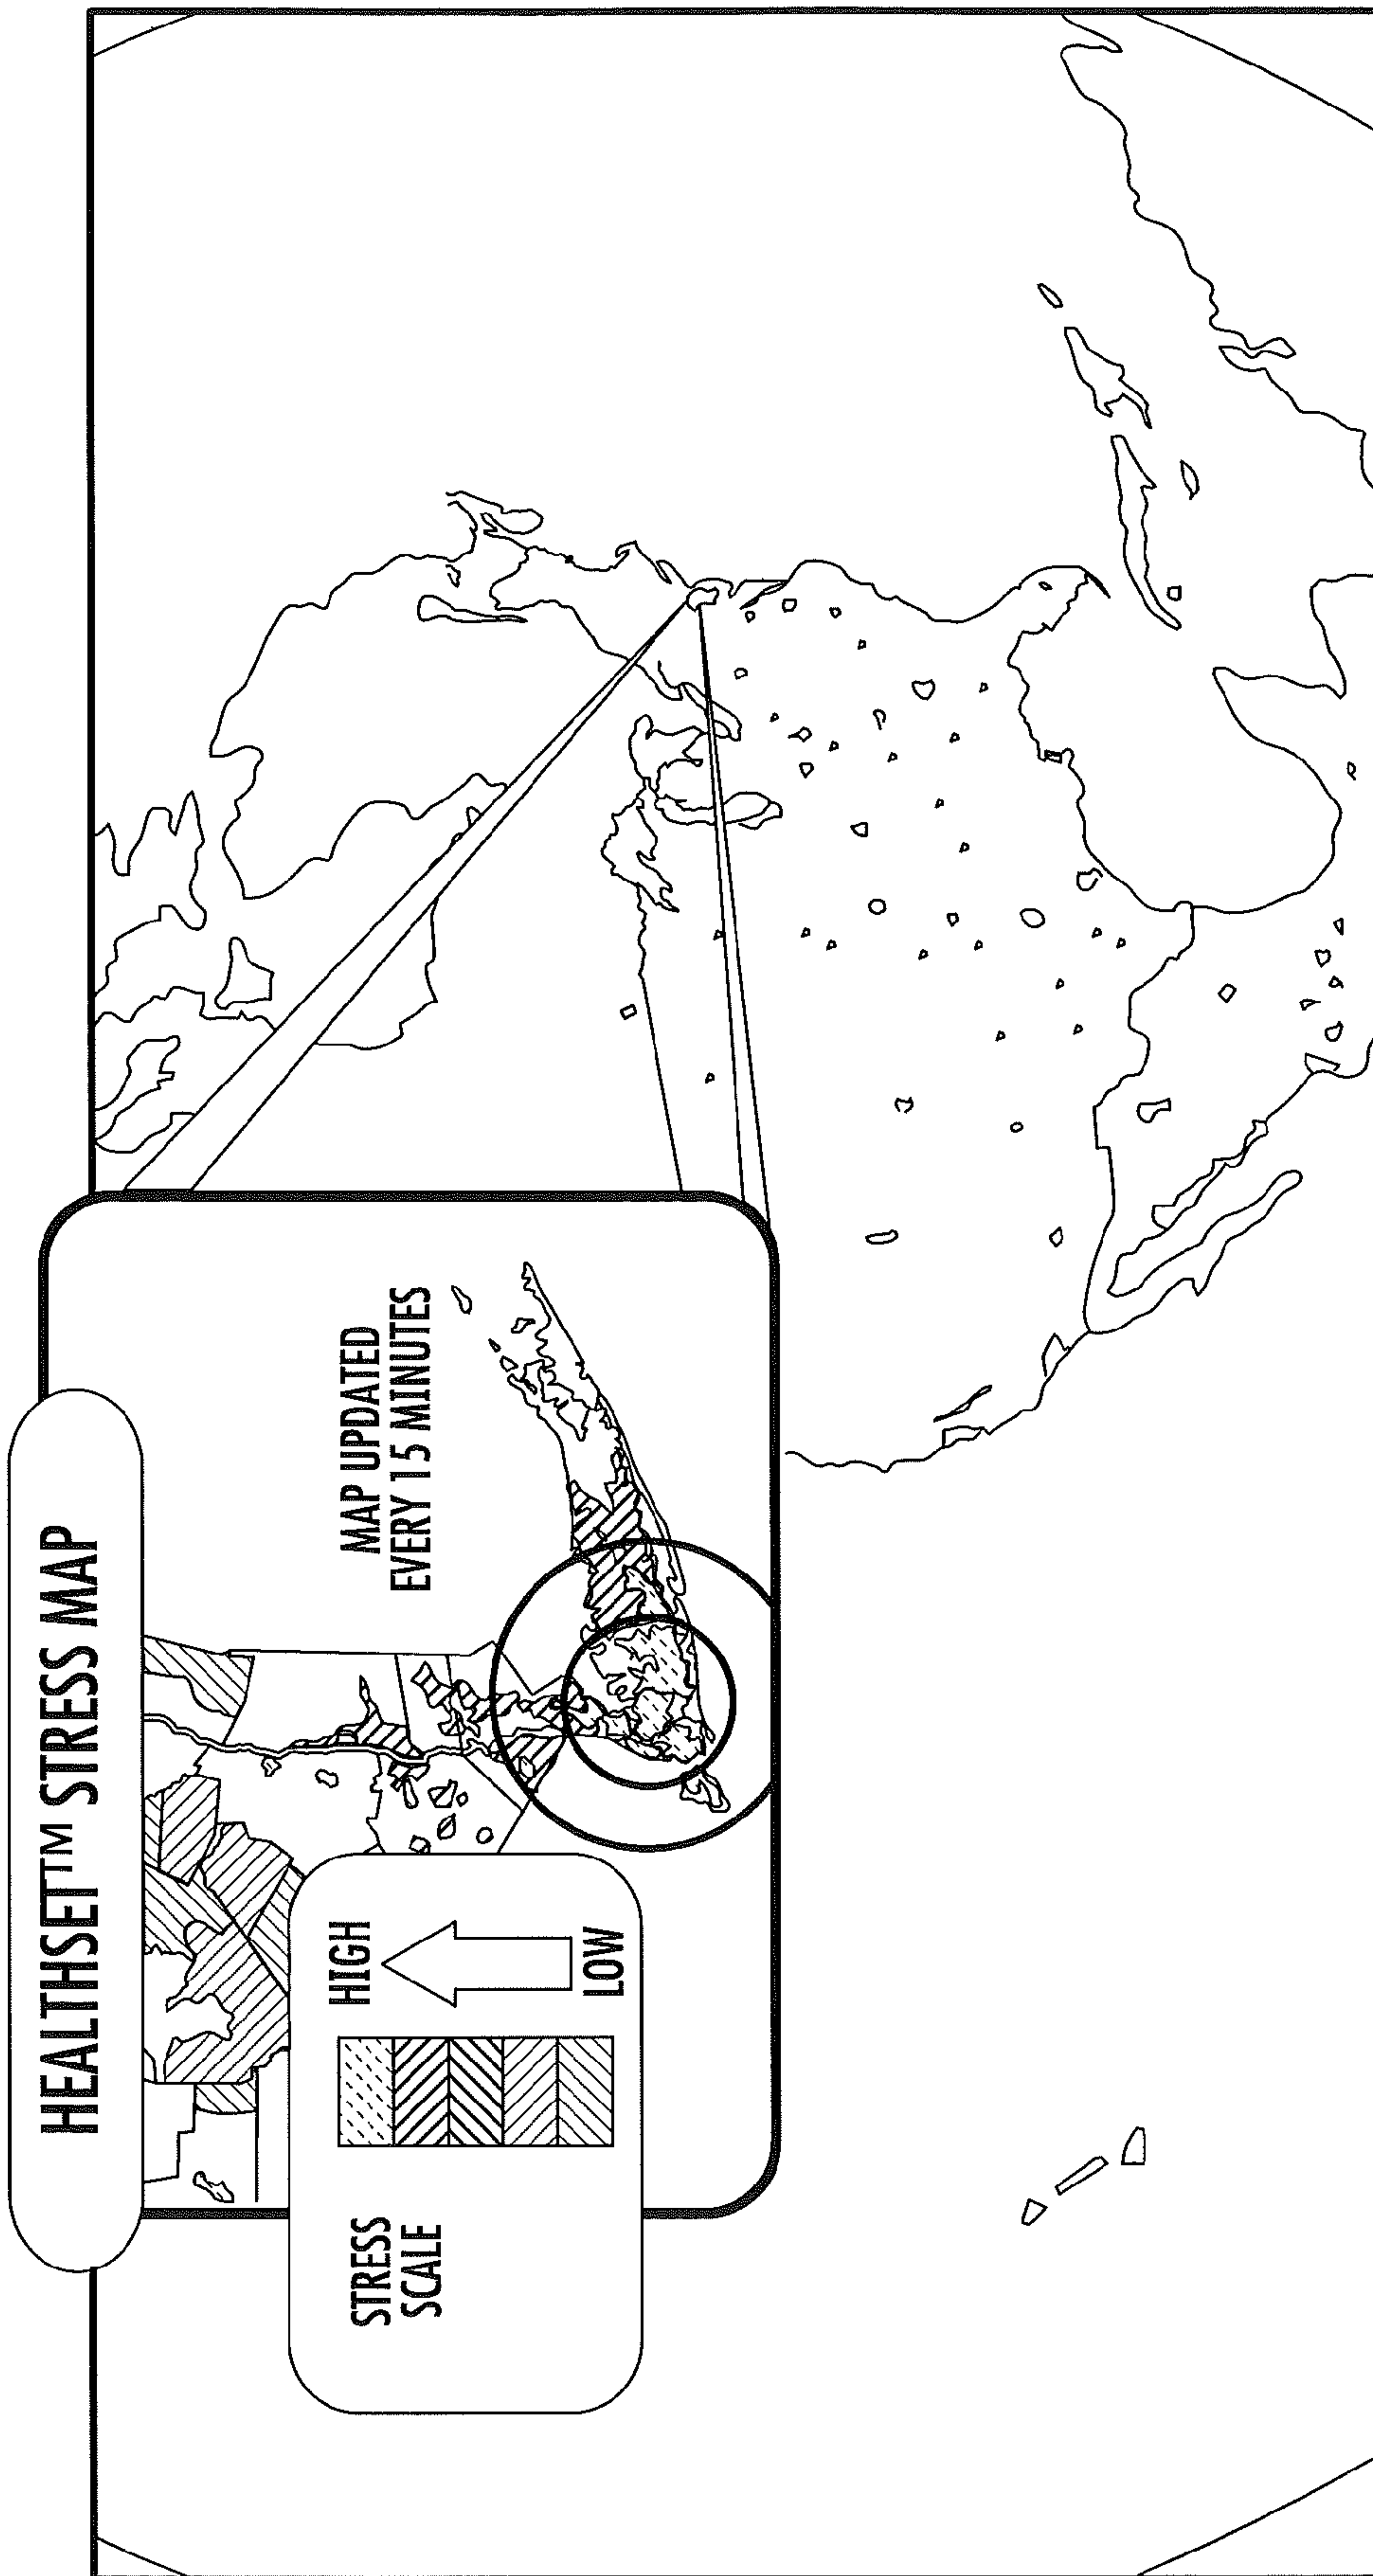 HEALTHSET™ STRESS MAP
MAP UPDATED
EVERY 15 MINUTES
STRESS
SCALE
HIGH
LOW